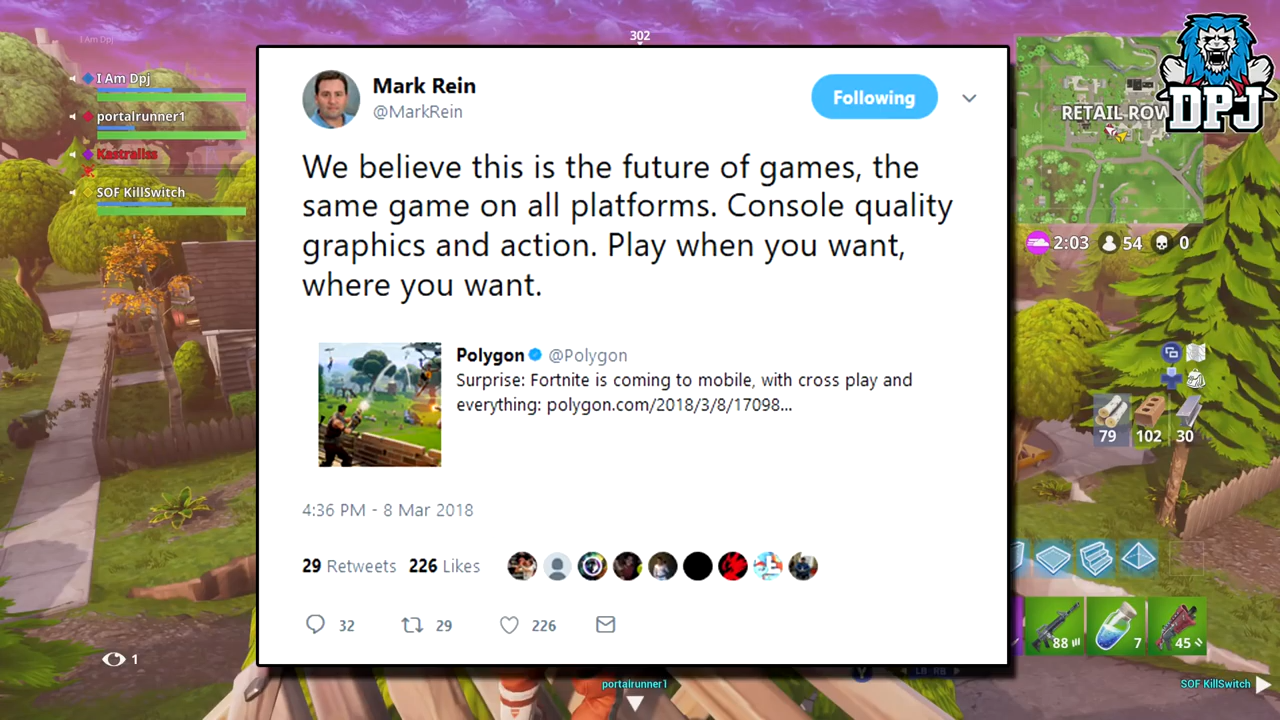 302
I Am Dpj
I Am Dpj
portalrunner1
Kastraliss
SOF KillSwitch
DPJ
RETAIL ROW
2:03 54 0
Mark Rein
@MarkRein
Following
We believe this is the future of games, the
same game on all platforms. Console quality
graphics and action. Play when you want,
where you want.
Polygon @Polygon
Surprise: Fortnite is coming to mobile, with cross play and
everything: polygon.com/2018/3/8/17098...
4:36 PM - 8 Mar 2018
29 Retweets 226 Likes
32 29 226
79 102 30
88 7 45
1
portalrunner1
SOF KillSwitch